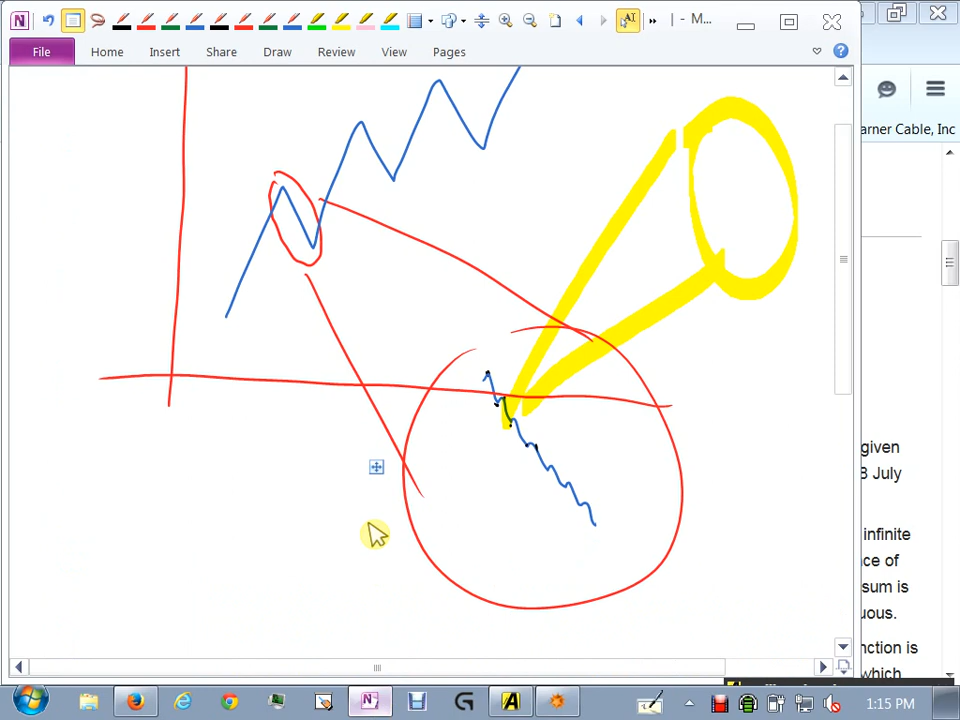 | - M...
File Home Insert Share Draw Review View Pages
arner Cable, Inc
given
8 July
infinite
ce of
sum is
uous.
nction is
which
1:15 PM